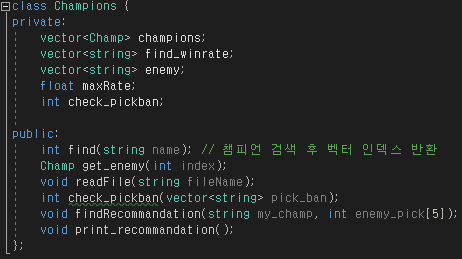 class Champions {
private:
    vector<Champ> champions;
    vector<string> find_winrate;
    vector<string> enemy;
    float maxRate;
    int check_pickban;

public:
    int find(string name); // 챔피언 검색 후 벡터 인덱스 반환
    Champ get_enemy(int index);
    void readFile(string fileName);
    int check_pickban(vector<string> pick_ban);
    void findRecommandation(string my_champ, int enemy_pick[5]);
    void print_recommandation();
};